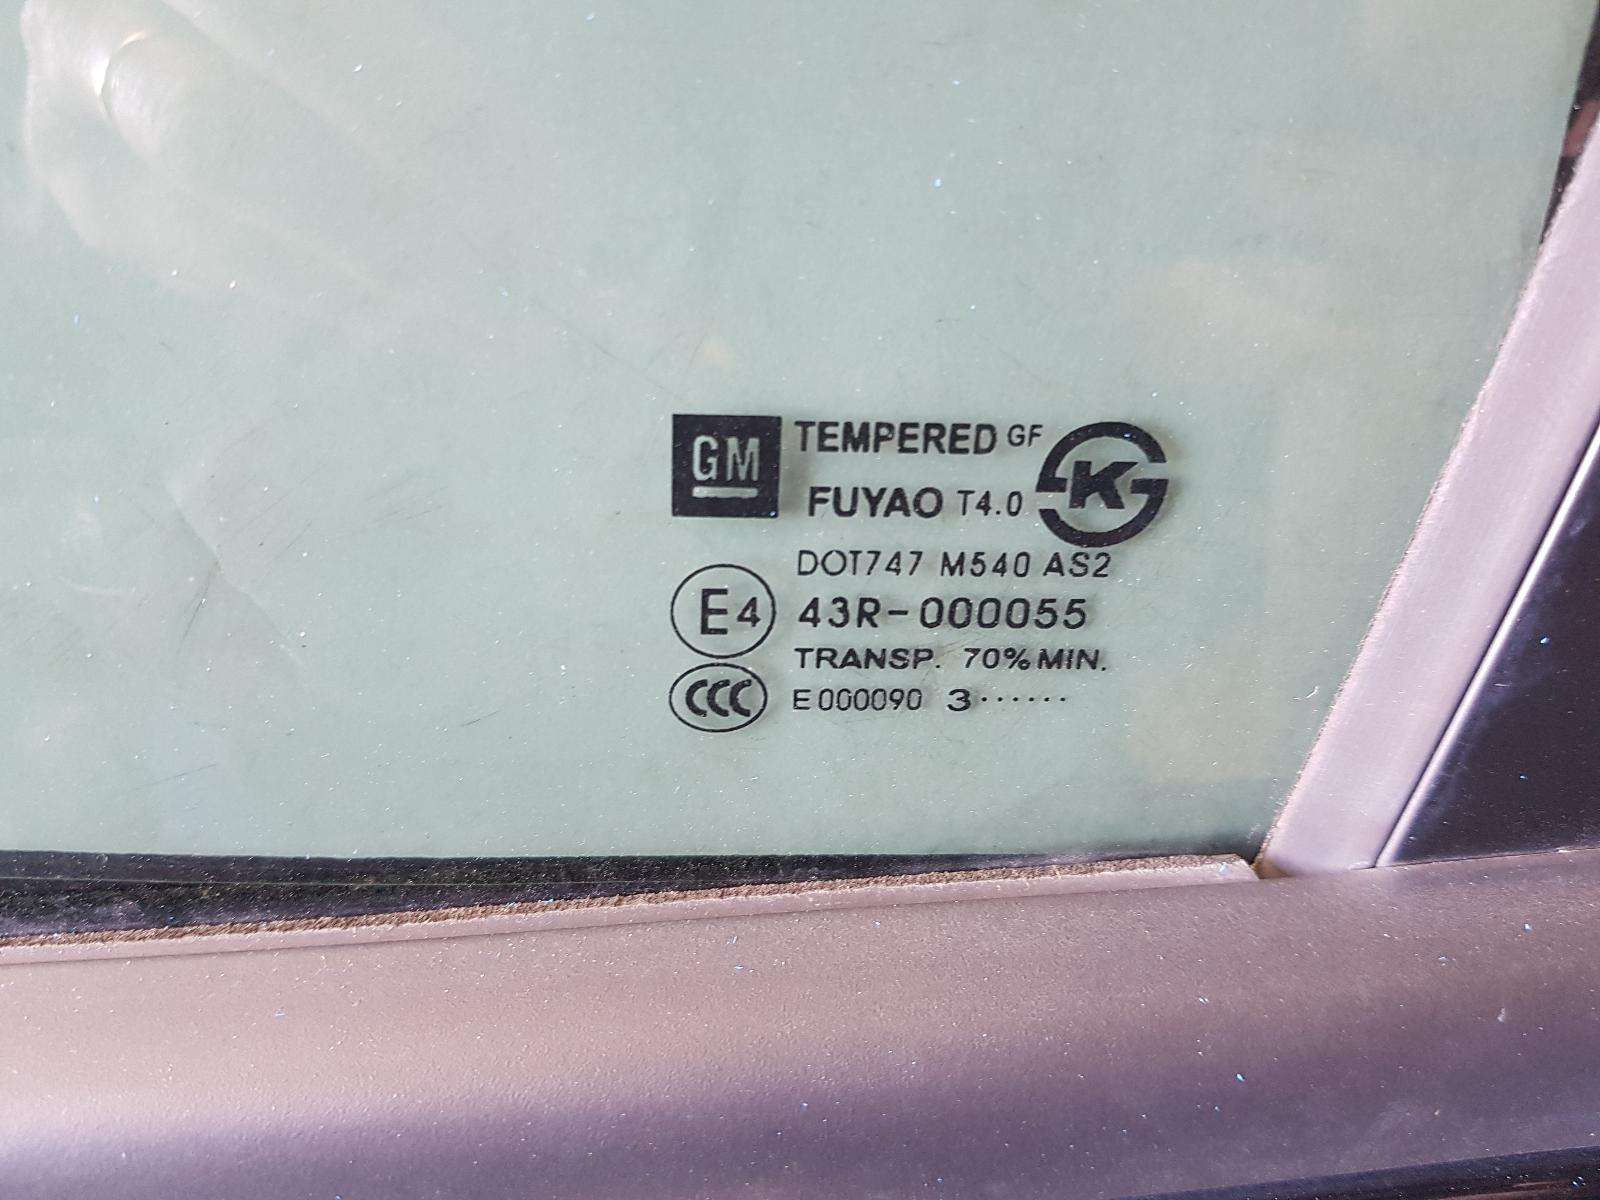 GM TEMPERED GF
FUYAO T4.0 K
DOT747 M540 AS2
E4 43R-000055
TRANSP. 70% MIN.
CCC E000090 3······